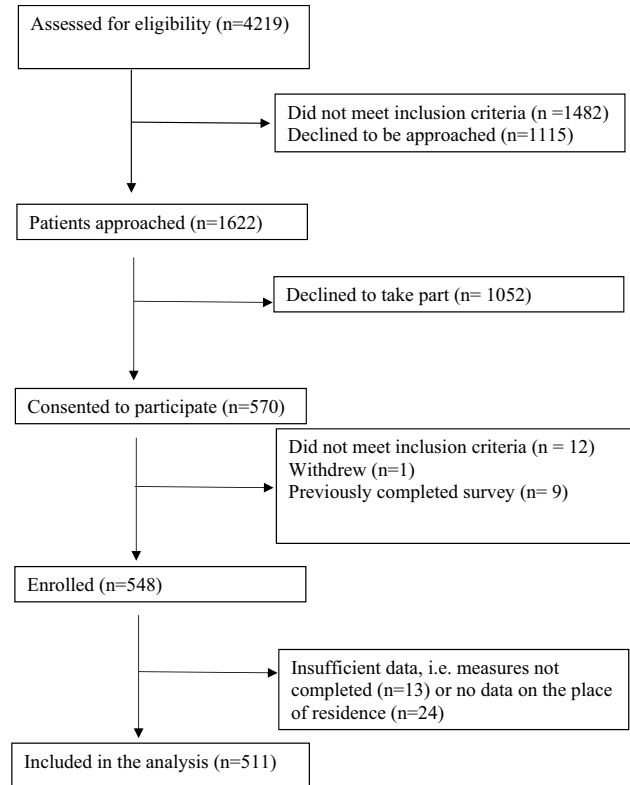 Assessed for eligibility (n=4219)
Did not meet inclusion criteria (n =1482)
Declined to be approached (n=1115)
Patients approached (n=1622)
Declined to take part (n= 1052)
Consented to participate (n=570)
Did not meet inclusion criteria (n = 12)
Withdrew (n=1)
Previously completed survey (n= 9)
Enrolled (n=548)
Insufficient data, i.e. measures not
completed (n=13) or no data on the place
of residence (n=24)
Included in the analysis (n=511)